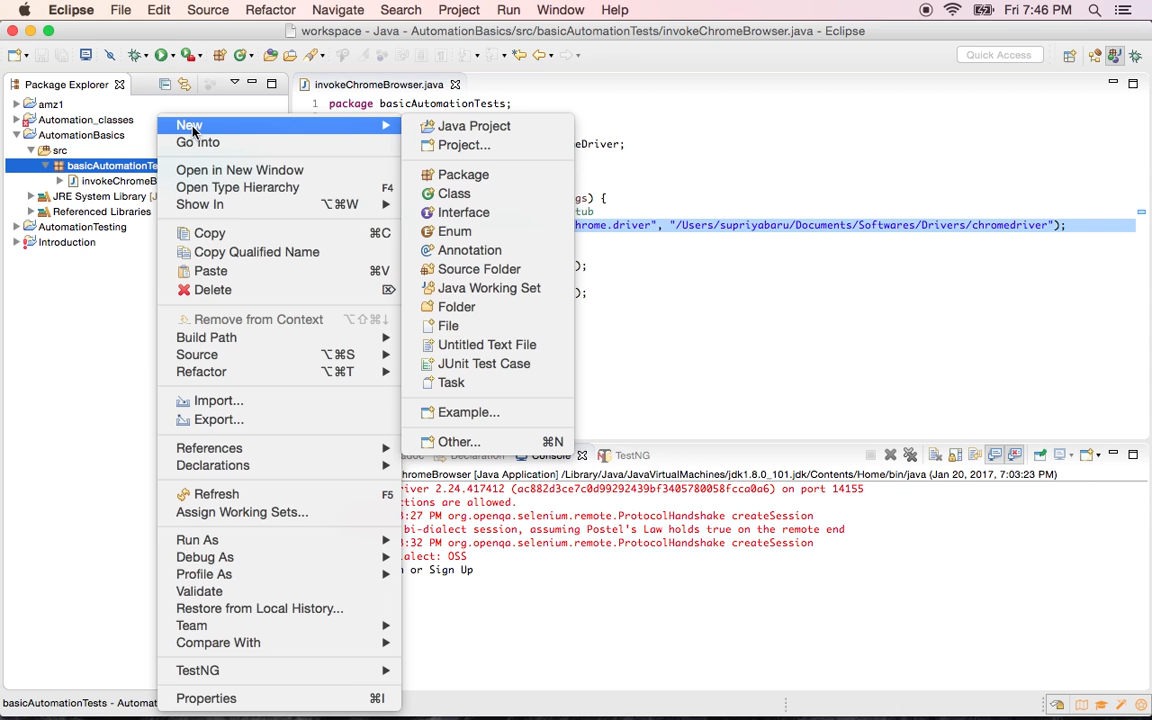 Eclipse File Edit Source Refactor Navigate Search Project Run Window Help Fri 7:46 PM
workspace - Java - AutomationBasics/src/basicAutomationTests/invokeChromeBrowser.java - Eclipse
Quick Access
Package Explorer
invokeChromeBrowser.java
amz1
Automation_classes
AutomationBasics
src
basicAutomationTe
invokeChromeB
JRE System Library [J
Referenced Libraries
AutomationTesting
Introduction
1 package basicAutomationTests;
eDriver;
gs) {
tub
hrome.driver", "/Users/supriyabaru/Documents/Softwares/Drivers/chromedriver");
);
);
New
Go Into
Open in New Window
Open Type Hierarchy F4
Show In ⌥⌘W
Copy ⌘C
Copy Qualified Name
Paste ⌘V
Delete ⌦
Remove from Context ⌥⇧⌘↓
Build Path
Source ⌥⌘S
Refactor ⌥⌘T
Import...
Export...
References
Declarations
Refresh F5
Assign Working Sets...
Run As
Debug As
Profile As
Validate
Restore from Local History...
Team
Compare With
TestNG
Properties ⌘I
Java Project
Project...
Package
Class
Interface
Enum
Annotation
Source Folder
Java Working Set
Folder
File
Untitled Text File
JUnit Test Case
Task
Example...
Other... ⌘N
Declaration Console TestNG
hromeBrowser [Java Application] /Library/Java/JavaVirtualMachines/jdk1.8.0_101.jdk/Contents/Home/bin/java (Jan 20, 2017, 7:03:23 PM)
iver 2.24.417412 (ac882d3ce7c0d99292439bf3405780058fcca0a6) on port 14155
ctions are allowed.
3:27 PM org.openqa.selenium.remote.ProtocolHandshake createSession
bi-dialect session, assuming Postel's Law holds true on the remote end
3:32 PM org.openqa.selenium.remote.ProtocolHandshake createSession
ialect: OSS
n or Sign Up
basicAutomationTests - Automat